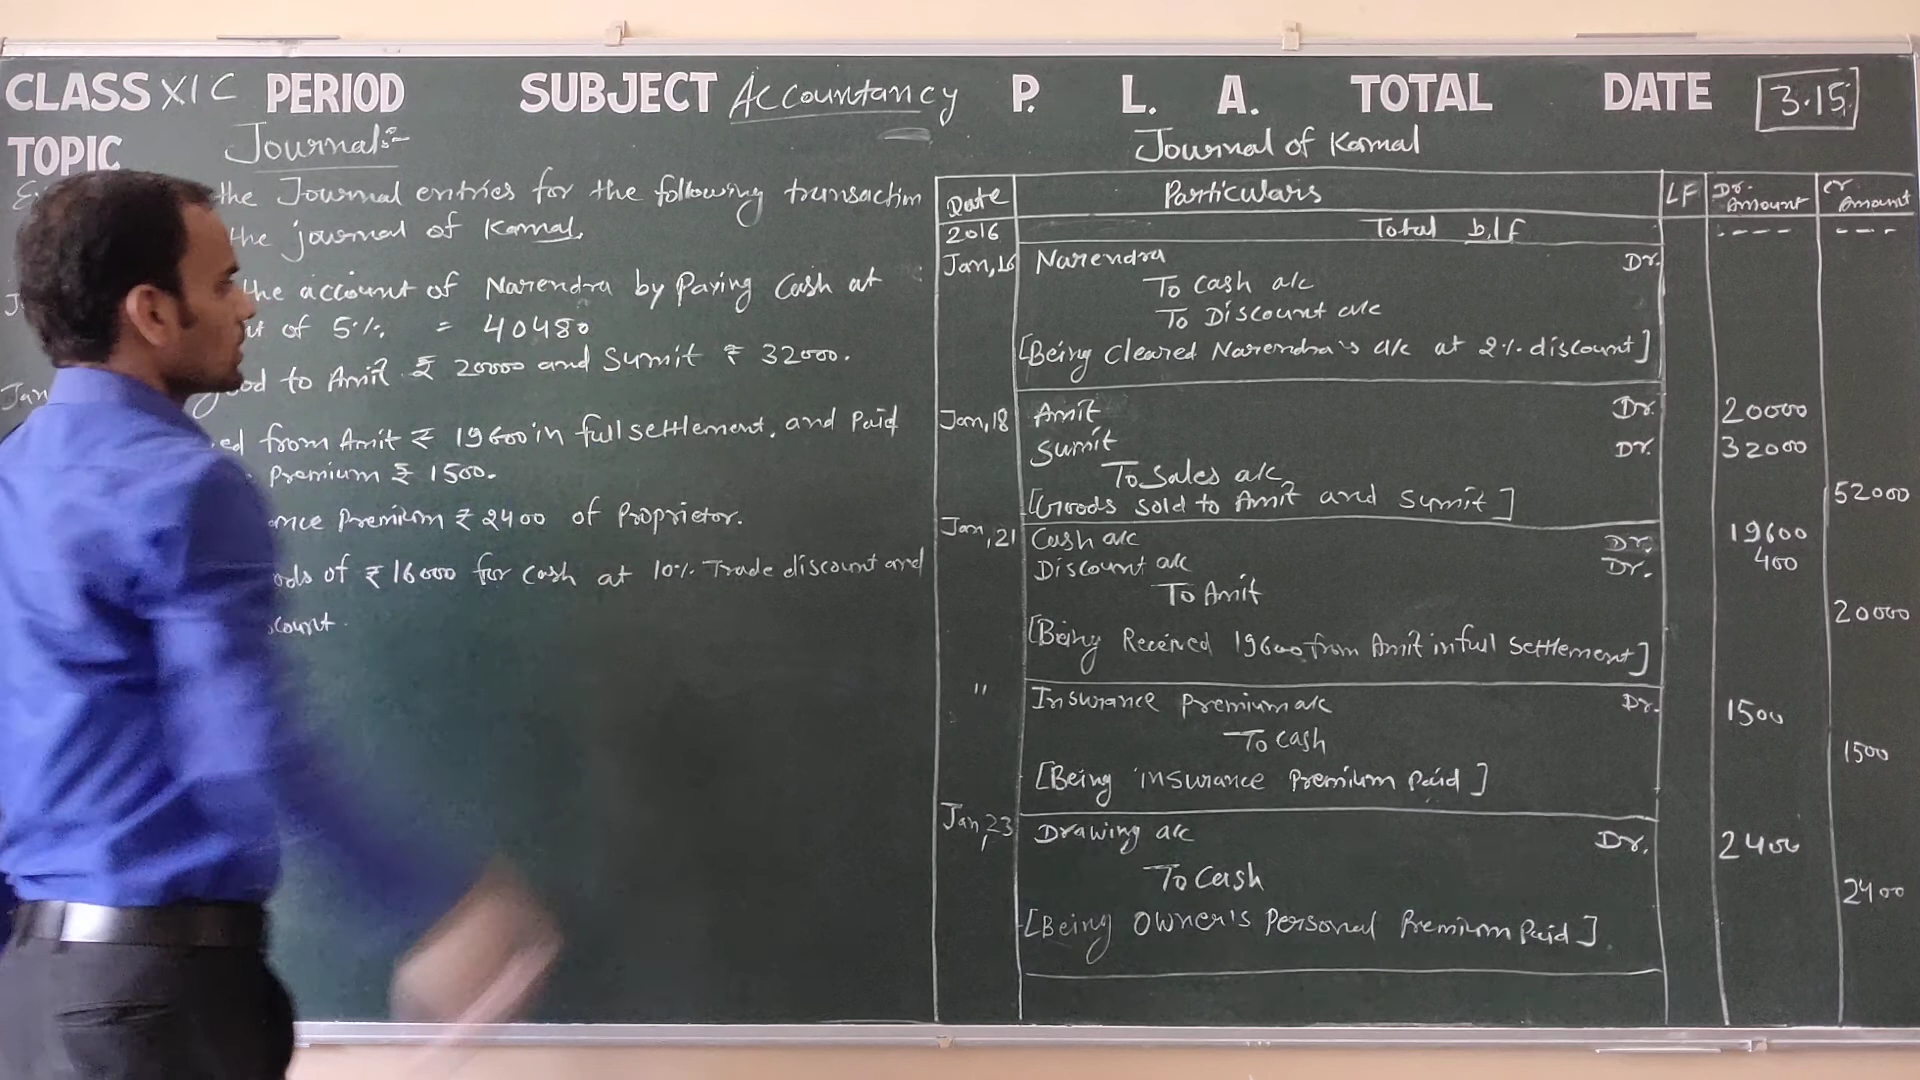 CLASS XI C PERIOD SUBJECT Accountancy P. L. A. TOTAL DATE 3.15
TOPIC Journal:-
the Journal entries for the following transaction
the journal of Kamal.
the account of Narendra by Paying Cash at
of 5% = 40480
to Amit ₹ 20000 and Sumit ₹ 32000.
from Amit ₹ 19600 in full settlement. and Paid
Premium ₹ 1500.
Premium ₹ 2400 of Proprietor.
of ₹ 16000 for cash at 10% Trade discount and
Journal of Kamal
Date Particulars LF Dr. Amount Cr Amount
2016 Total b/f ---- ----
Jan,16 Narendra Dr.
To Cash a/c
To Discount a/c
[Being Cleared Narendra's a/c at 2% discount]
Jan,18 Amit Dr. 20000
Sumit Dr. 32000
To Sales a/c 52000
[Goods sold to Amit and Sumit]
Jan,21 Cash a/c Dr. 19600
Discount a/c Dr. 400
To Amit 20000
[Being Received 19600 from Amit in full Settlement]
" Insurance Premium a/c Dr. 1500
To Cash 1500
[Being insurance Premium Paid]
Jan,23 Drawing a/c Dr. 2400
To Cash 2400
[Being Owner's Personal Premium Paid]